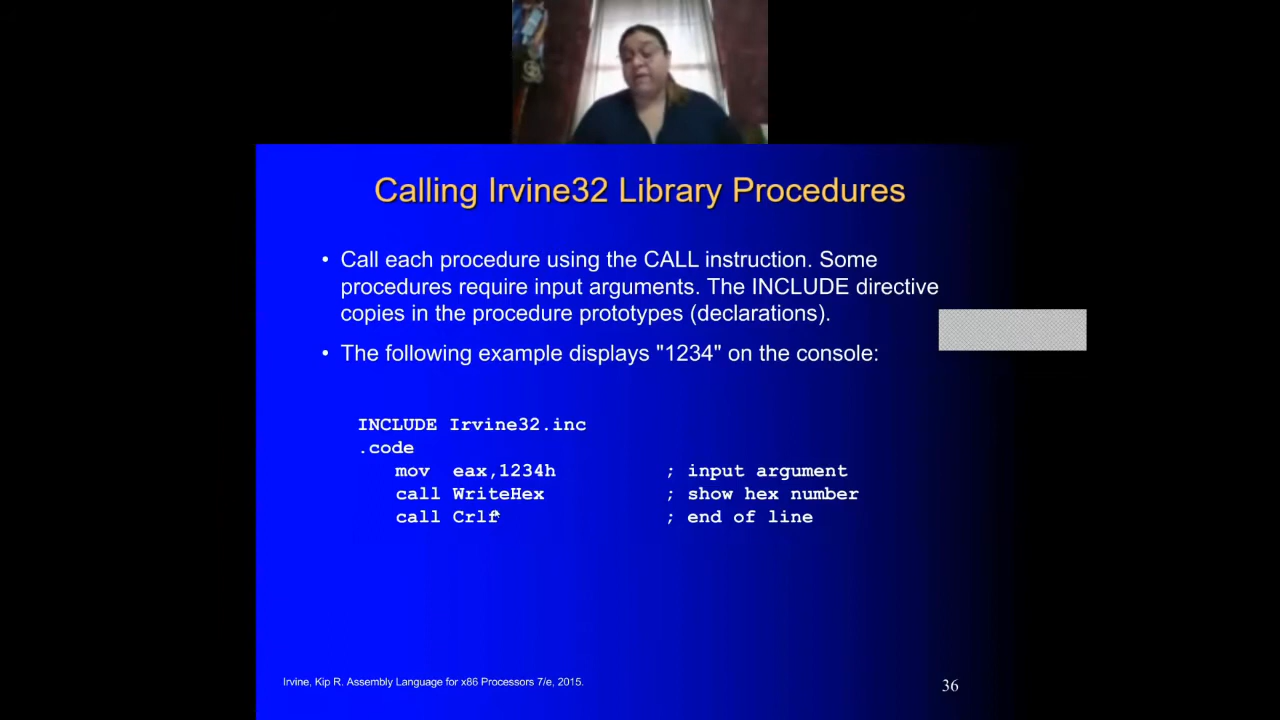 Calling Irvine32 Library Procedures
• Call each procedure using the CALL instruction. Some
procedures require input arguments. The INCLUDE directive
copies in the procedure prototypes (declarations).
• The following example displays "1234" on the console:
INCLUDE Irvine32.inc
.code
mov eax,1234h ; input argument
call WriteHex ; show hex number
call Crlf ; end of line
Irvine, Kip R. Assembly Language for x86 Processors 7/e, 2015.
36